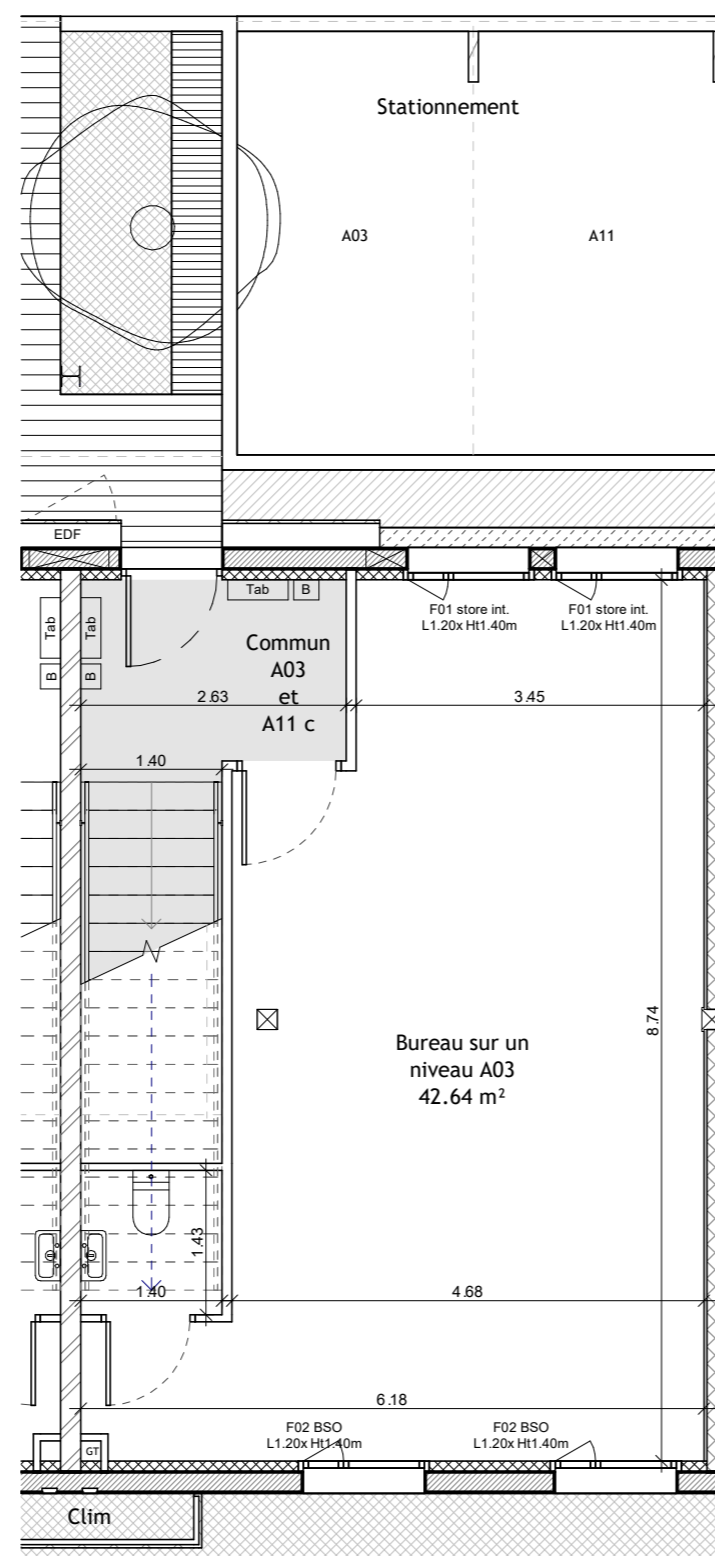 Stationnement
A03
A11
EDF
Tab
B
Tab
Tab
B
B
F01 store int.
L1.20x Ht1.40m
F01 store int.
L1.20x Ht1.40m
Commun
A03
et
A11 c
2.63
3.45
1.40
8.74
Bureau sur un
niveau A03
42.64 m²
1.43
1.40
4.68
6.18
F02 BSO
L1.20x Ht1.40m
F02 BSO
L1.20x Ht1.40m
GT
Clim